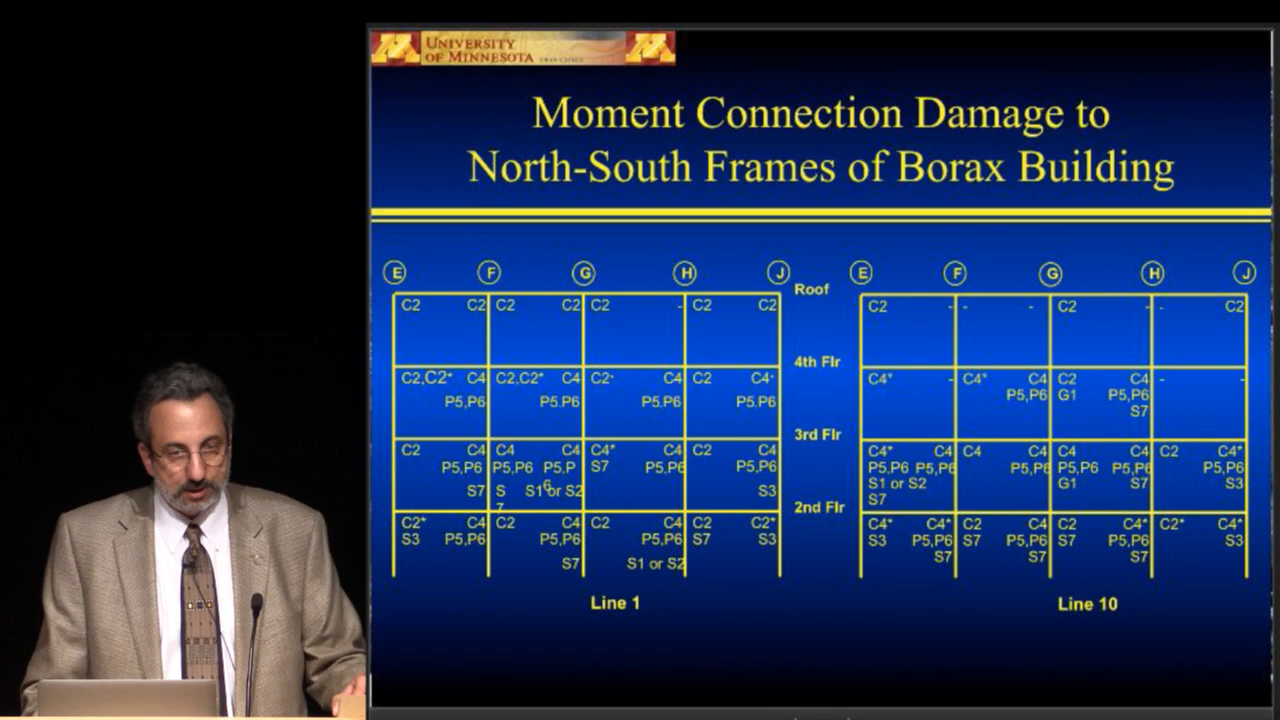 UNIVERSITY
OF MINNESOTA
Moment Connection Damage to
North-South Frames of Borax Building
E F G H J E F G H J
Roof
C2 C2 C2 C2 C2 - C2 C2 C2 - - - C2 - - C2
4th Flr
C2,C2* C4 C2,C2* C4 C2- C4 C2 C4- C4* - C4* C4 C2 C4 - -
P5,P6 P5.P6 P5.P6 P5.P6 P5,P6 G1 P5,P6
S7
3rd Flr
C2 C4 C4 C4 C4* C4 C2 C4 C4* C4 C4 C4 C4 C2 C4*
P5,P6 P5,P6 P5,P S7 P5,P6 P5,P6 P5,P6 P5,P6 P5,P6 P5,P6 P5,P6 P5,P6
S7 S 6 S1 or S2 S3 S1 or S2 G1 S7 S3
7 S7
2nd Flr
C2* C4 C2 C4 C2 C4 C2 C2* C4* C4* C2 C4 C2 C4* C2* C4*
S3 P5,P6 P5,P6 P5,P6 S7 S3 S3 P5,P6 S7 P5,P6 S7 P5,P6 S3
S7 S1 or S2 S7 S7 S7
Line 1 Line 10